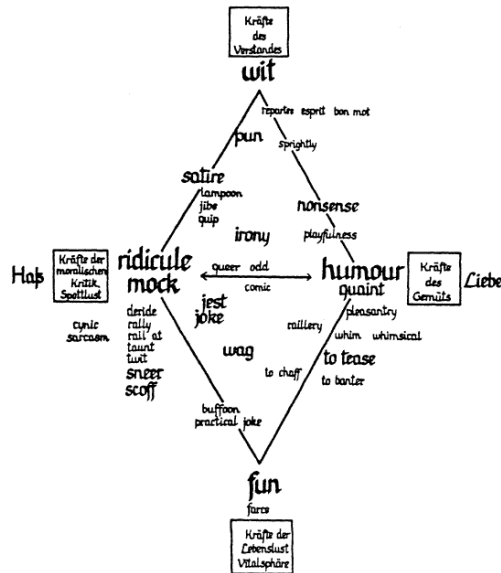 Kräfte
des
Verstandes
wit
repartee esprit bon mot
pun
sprightly
satire
lampoon
jibe
quip
nonsense
playfulness
irony
Haß
Kräfte der
moralischen
Kritik,
Spottlust
ridicule
mock
queer odd
comic
humour
quaint
Kräfte
des
Gemüts
Liebe
cynic
sarcasm
deride
rally
rail at
taunt
twit
sneer
scoff
jest
joke
pleasantry
raillery
whim whimsical
wag
to tease
to chaff
to banter
buffoon
practical joke
fun
farce
Kräfte der
Lebenslust
Vitalsphäre